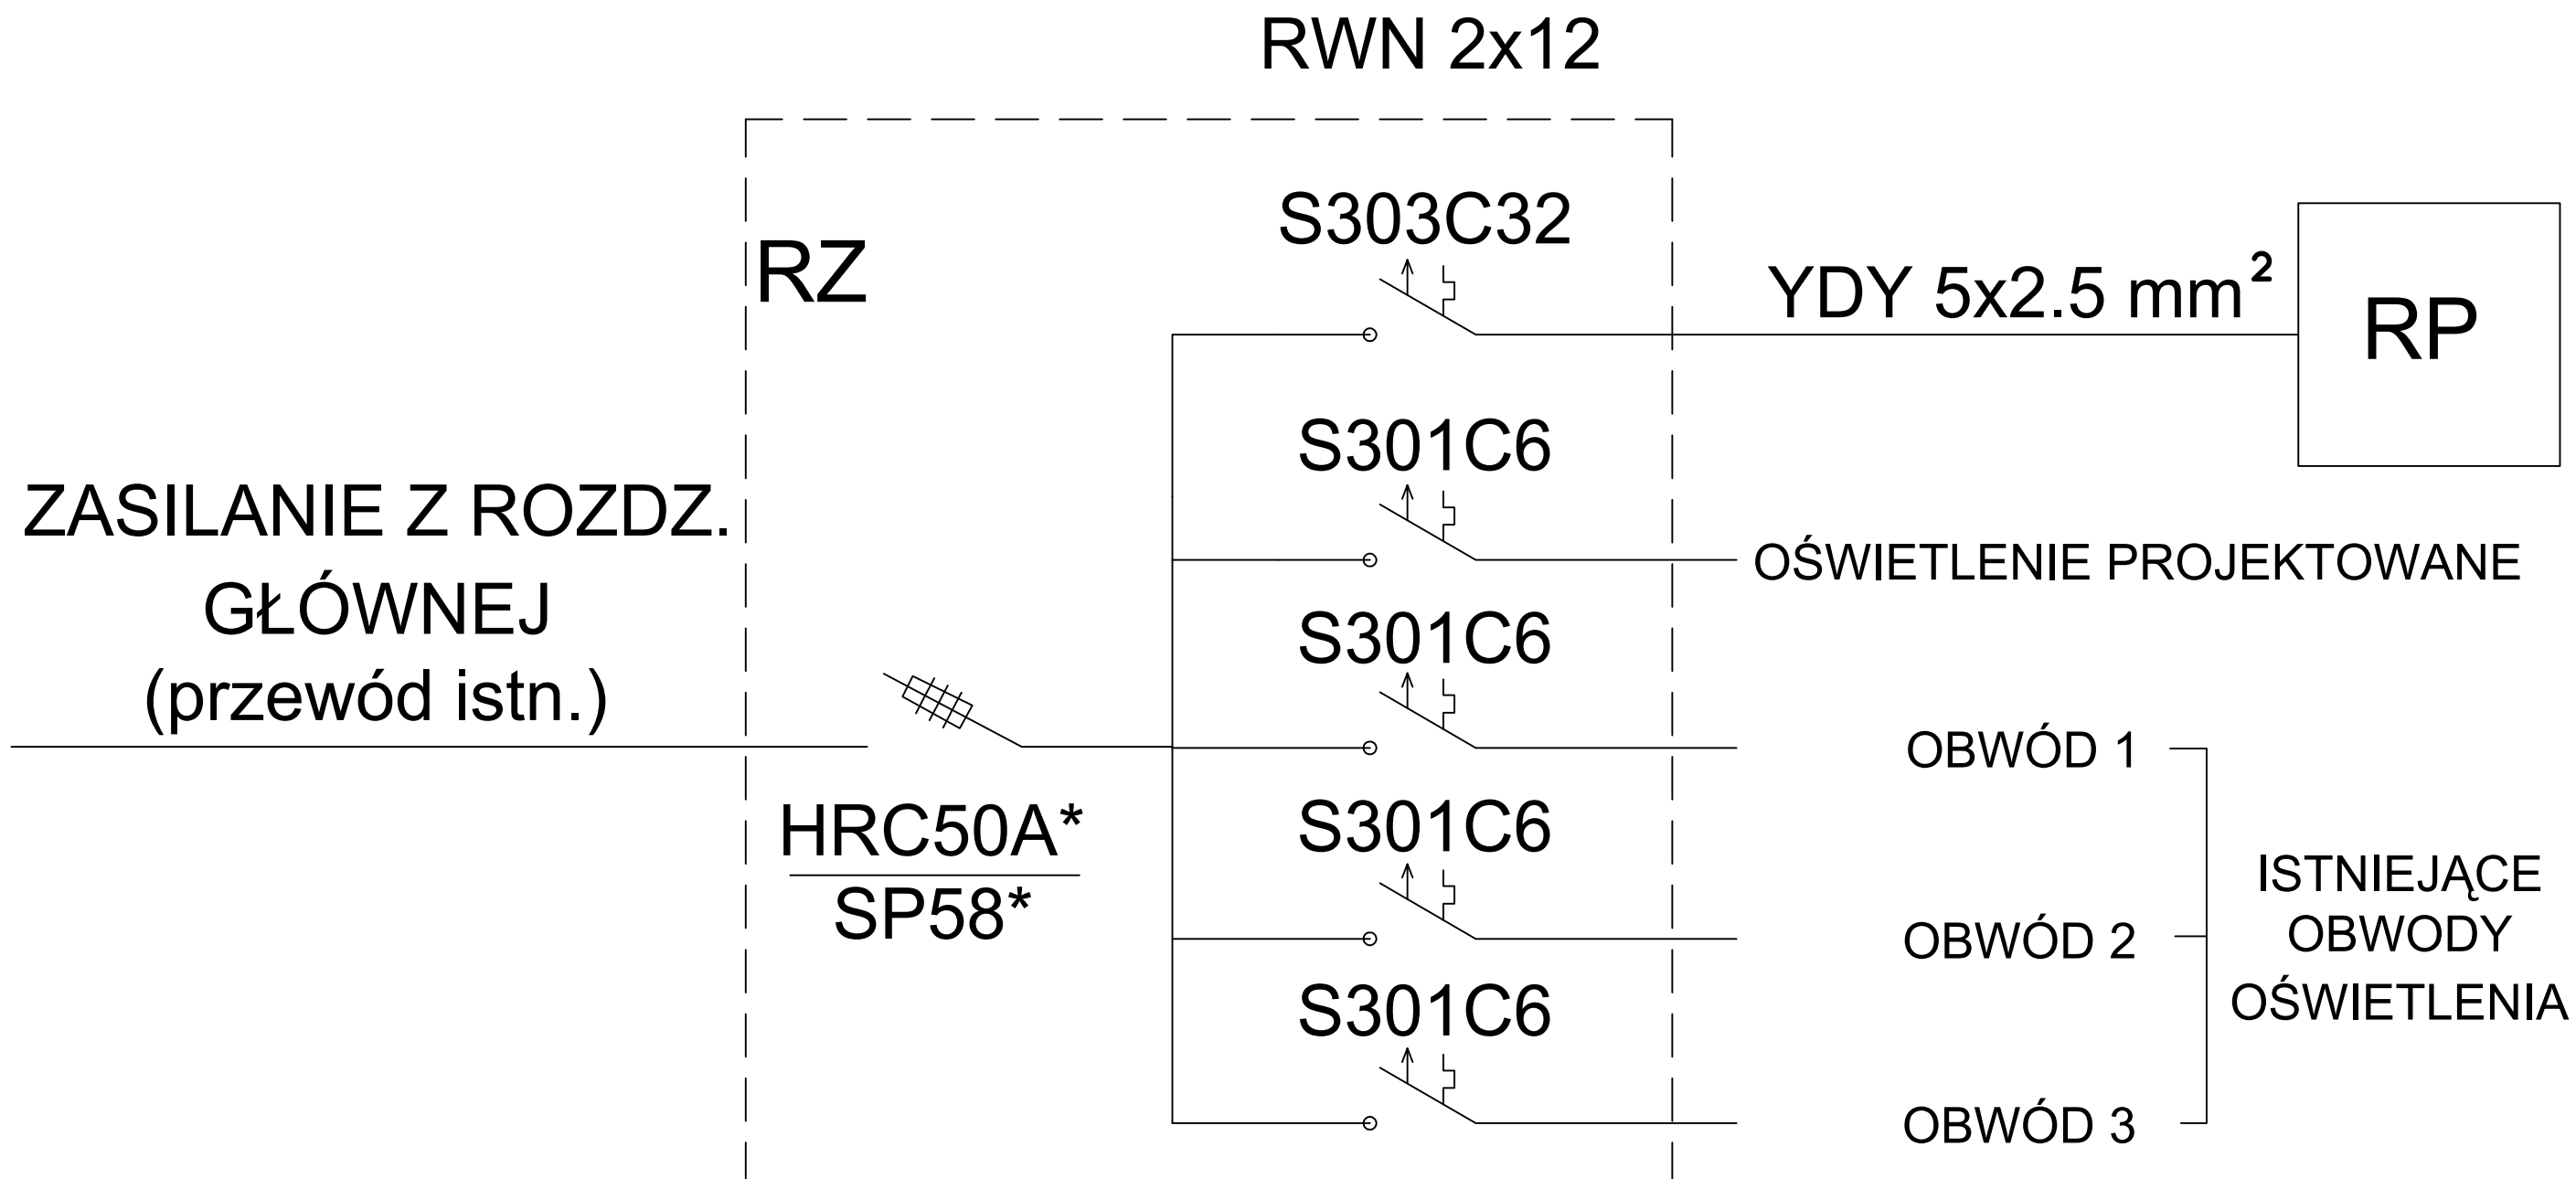 RWN 2x12
RZ
S303C32
YDY 5x2.5 mm²
RP
S301C6
ZASILANIE Z ROZDZ.
GŁÓWNEJ
(przewód istn.)
OŚWIETLENIE PROJEKTOWANE
S301C6
OBWÓD 1
HRC50A*
SP58*
S301C6
OBWÓD 2
ISTNIEJĄCE
OBWODY
OŚWIETLENIA
S301C6
OBWÓD 3